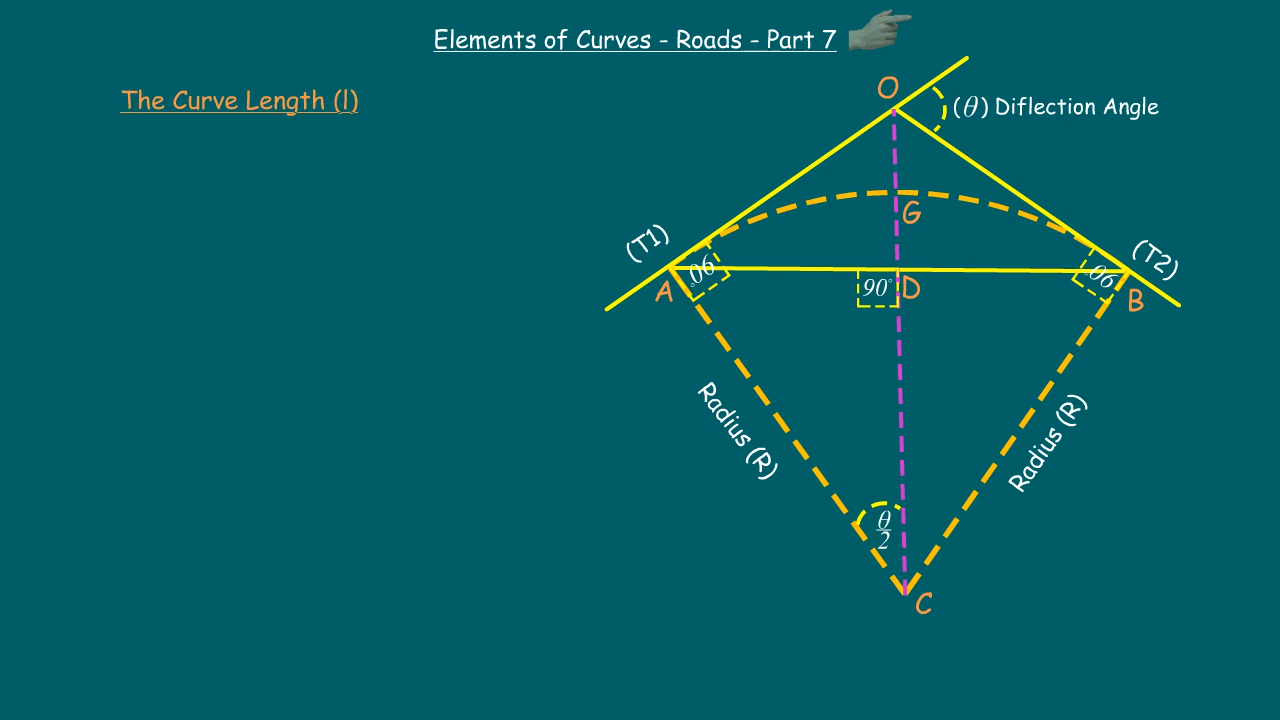 Elements of Curves - Roads - Part 7
The Curve Length (l)
O
(θ) Diflection Angle
G
(T1)
(T2)
90°
90°
A
90°
D
B
Radius (R)
Radius (R)
θ/2
C